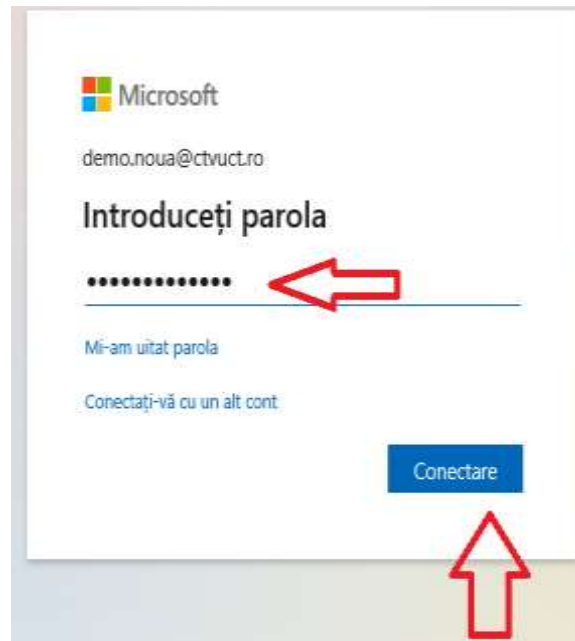 Microsoft
demo.noua@ctvuct.ro
Introduceți parola
•••••••••••••
Mi-am uitat parola
Conectați-vă cu un alt cont
Conectare